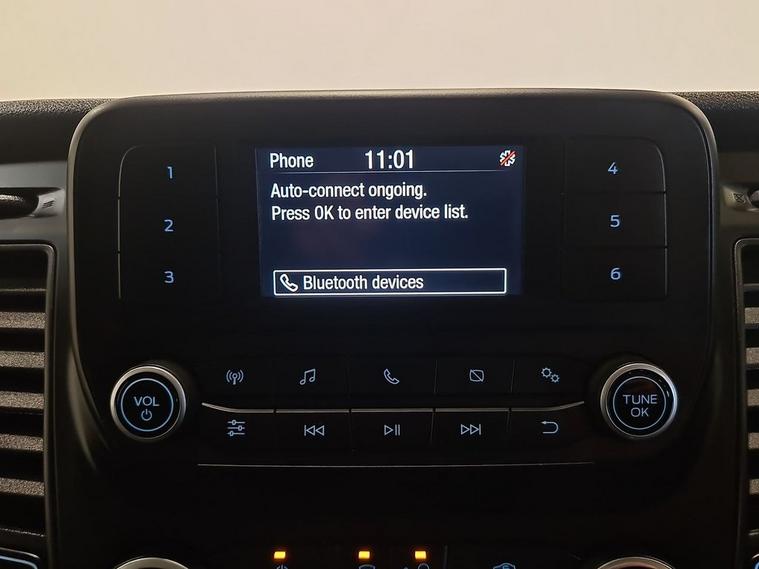 Phone 11:01
Auto-connect ongoing.
Press OK to enter device list.
Bluetooth devices
1
2
3
4
5
6
VOL
TUNE
OK